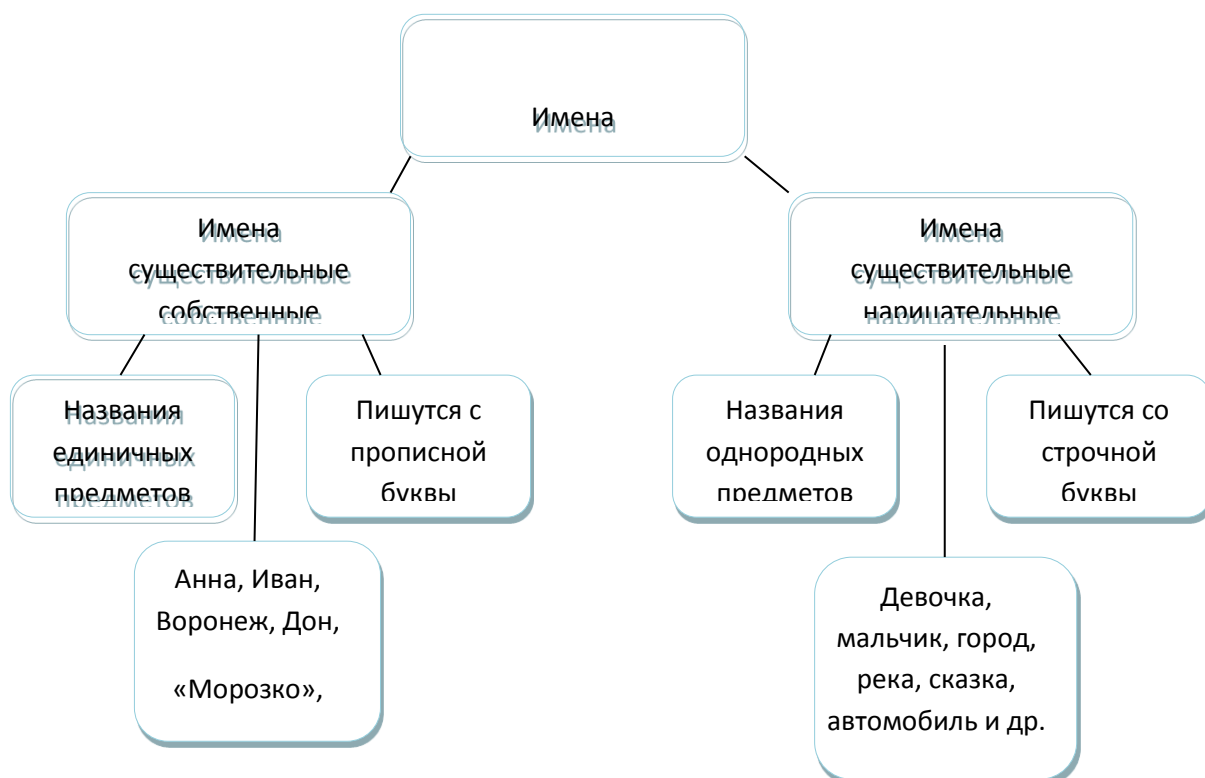 Имена
Имена
существительные
собственные
Имена
существительные
нарицательные
Названия
единичных
предметов
Пишутся с
прописной
буквы
Названия
однородных
предметов
Пишутся со
строчной
буквы
Анна, Иван,
Воронеж, Дон,
«Морозко»,
Девочка,
мальчик, город,
река, сказка,
автомобиль и др.